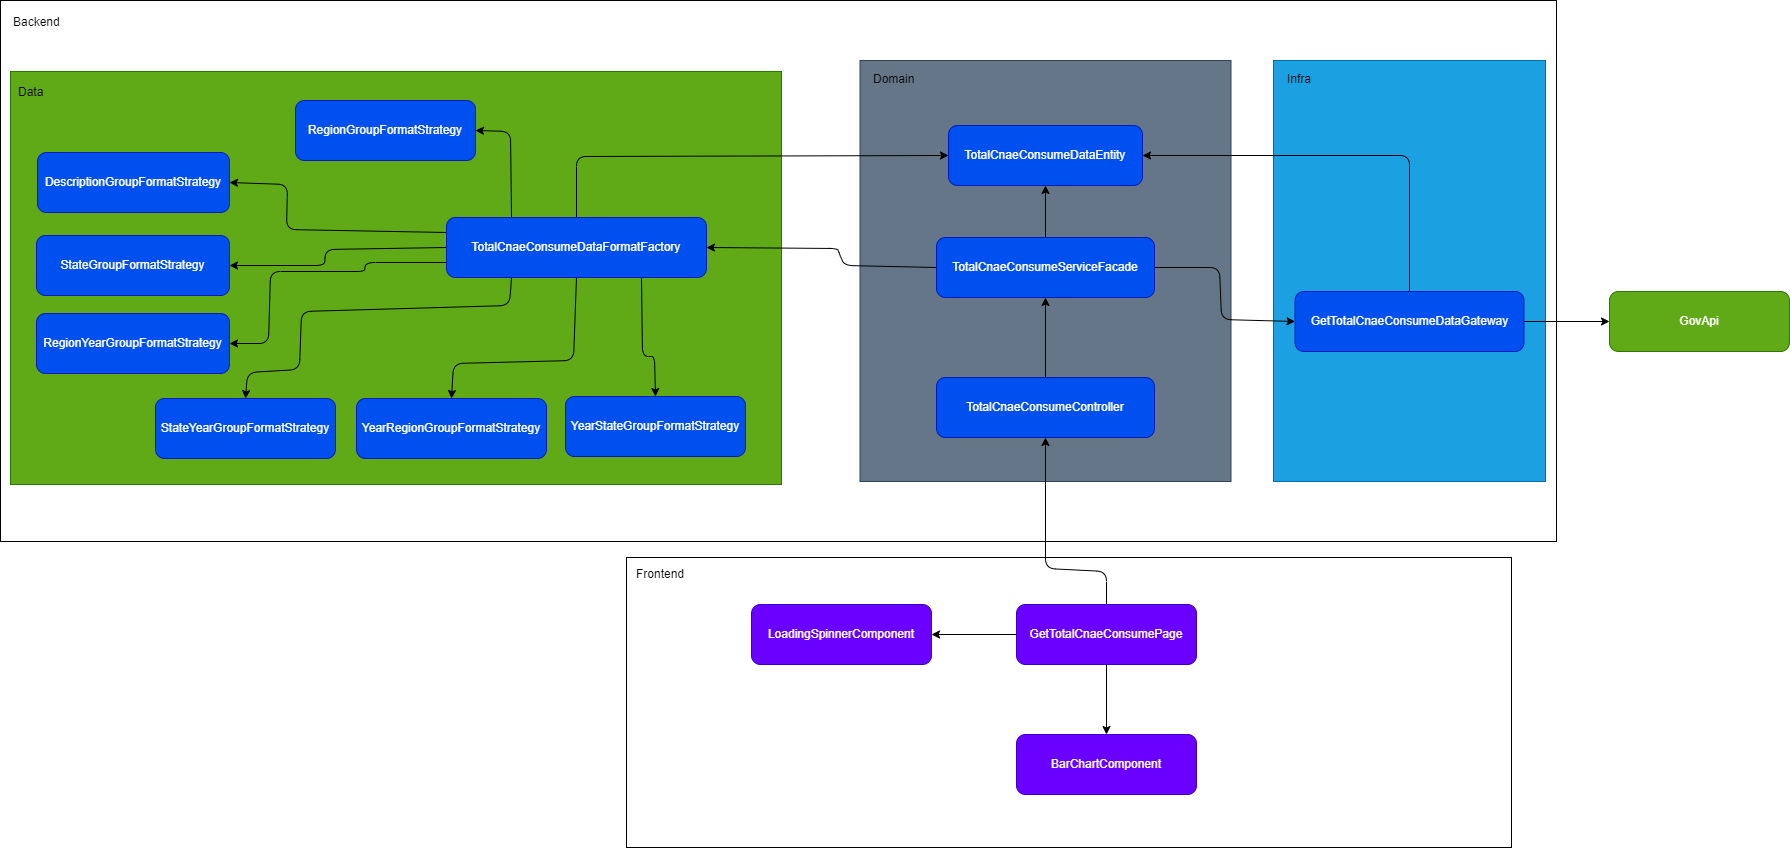 Backend
Data
RegionGroupFormatStrategy
DescriptionGroupFormatStrategy
StateGroupFormatStrategy
RegionYearGroupFormatStrategy
TotalCnaeConsumeDataFormatFactory
StateYearGroupFormatStrategy
YearRegionGroupFormatStrategy
YearStateGroupFormatStrategy
Domain
TotalCnaeConsumeDataEntity
TotalCnaeConsumeServiceFacade
TotalCnaeConsumeController
Infra
GetTotalCnaeConsumeDataGateway
GovApi
Frontend
LoadingSpinnerComponent
GetTotalCnaeConsumePage
BarChartComponent